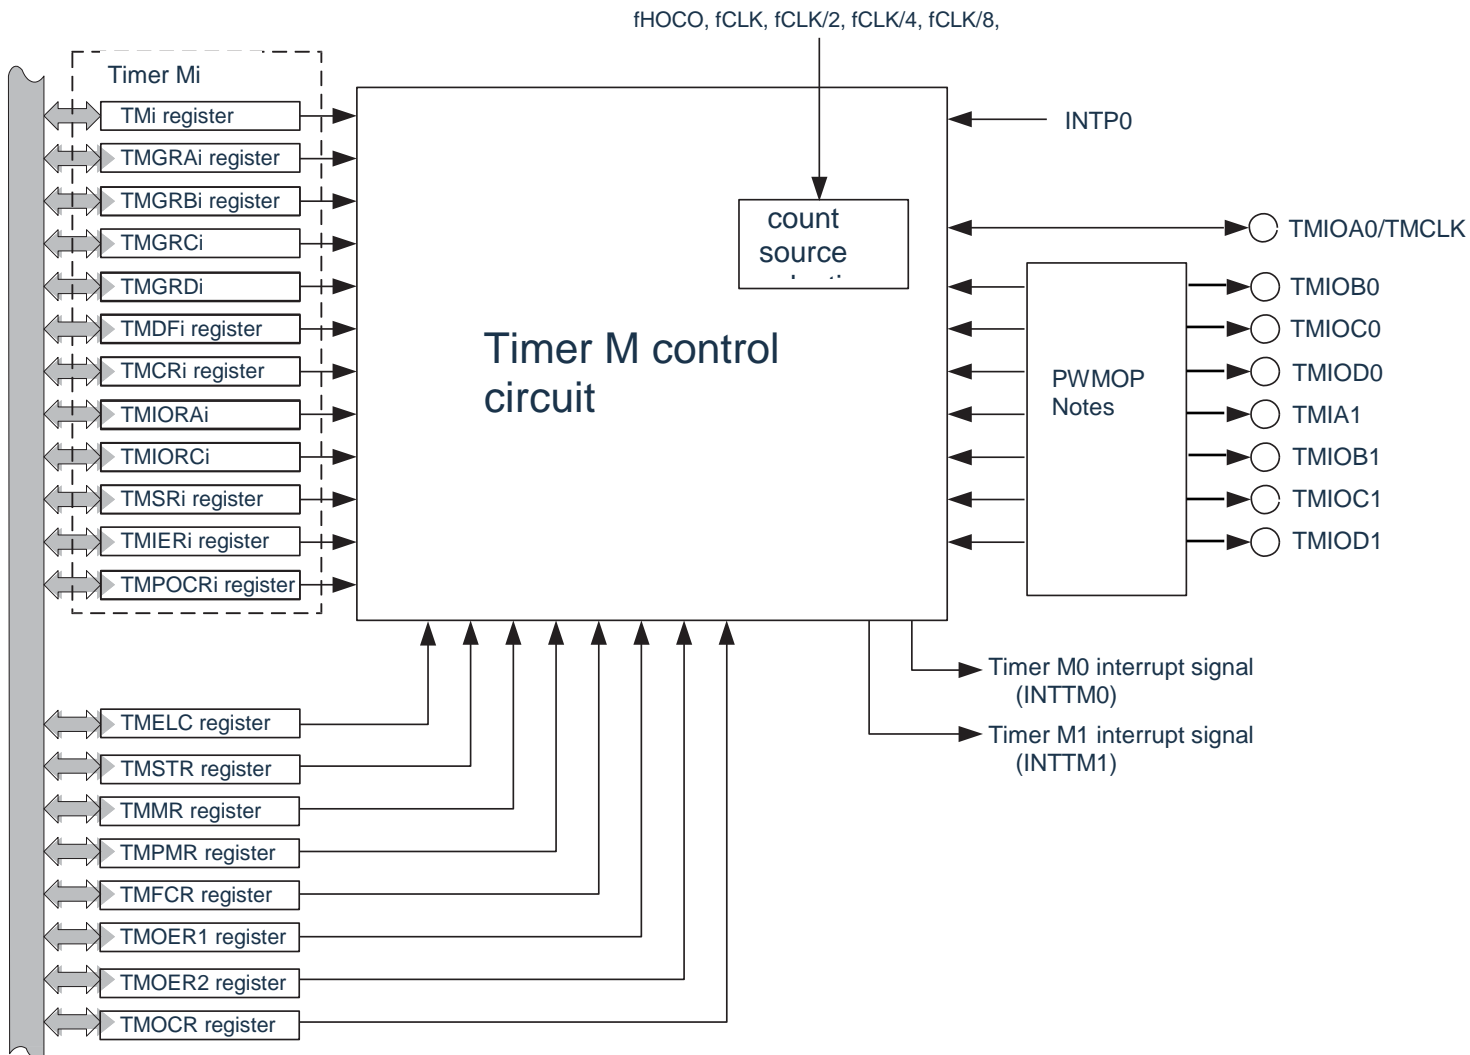 fHOCO, fCLK, fCLK/2, fCLK/4, fCLK/8,
Timer Mi
TMi register
TMGRAi register
TMGRBi register
TMGRCi
TMGRDi
TMDFi register
TMCRi register
TMIORAi
TMIORCi
TMSRi register
TMIERi register
TMPOCRi register
Timer M control
circuit
count
source
INTP0
TMIOA0/TMCLK
PWMOP
Notes
TMIOB0
TMIOC0
TMIOD0
TMIA1
TMIOB1
TMIOC1
TMIOD1
Timer M0 interrupt signal
(INTTM0)
Timer M1 interrupt signal
(INTTM1)
TMELC register
TMSTR register
TMMR register
TMPMR register
TMFCR register
TMOER1 register
TMOER2 register
TMOCR register